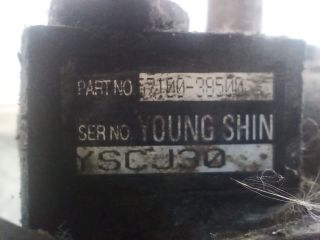 PART NO 57100-38500
SER NO. YOUNG SHIN
YSCJ30